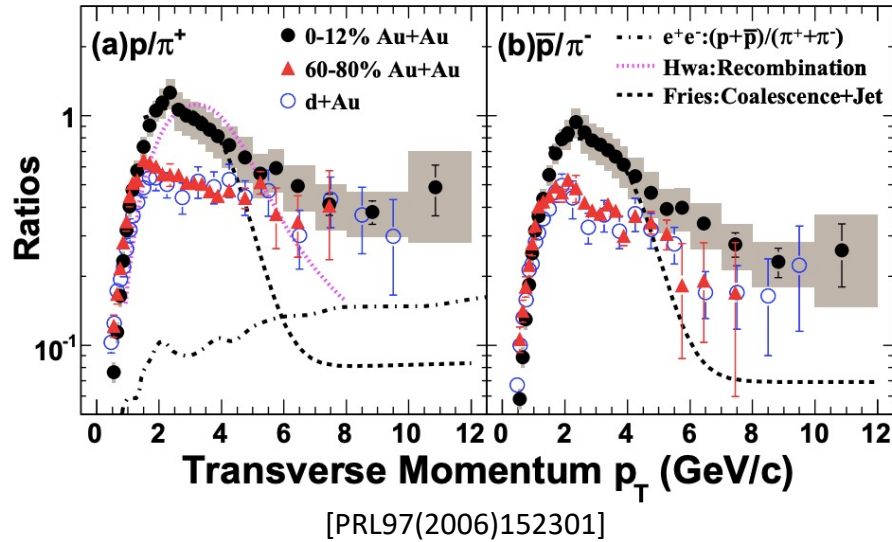 (a)p/π⁺
0-12% Au+Au
60-80% Au+Au
d+Au
(b)p̅/π⁻
e⁺e⁻:(p+p̅)/(π⁺+π⁻)
Hwa:Recombination
Fries:Coalescence+Jet
Ratios
1
10⁻¹
0 2 4 6 8 10 12
0 2 4 6 8 10 12
Transverse Momentum p_T (GeV/c)
[PRL97(2006)152301]